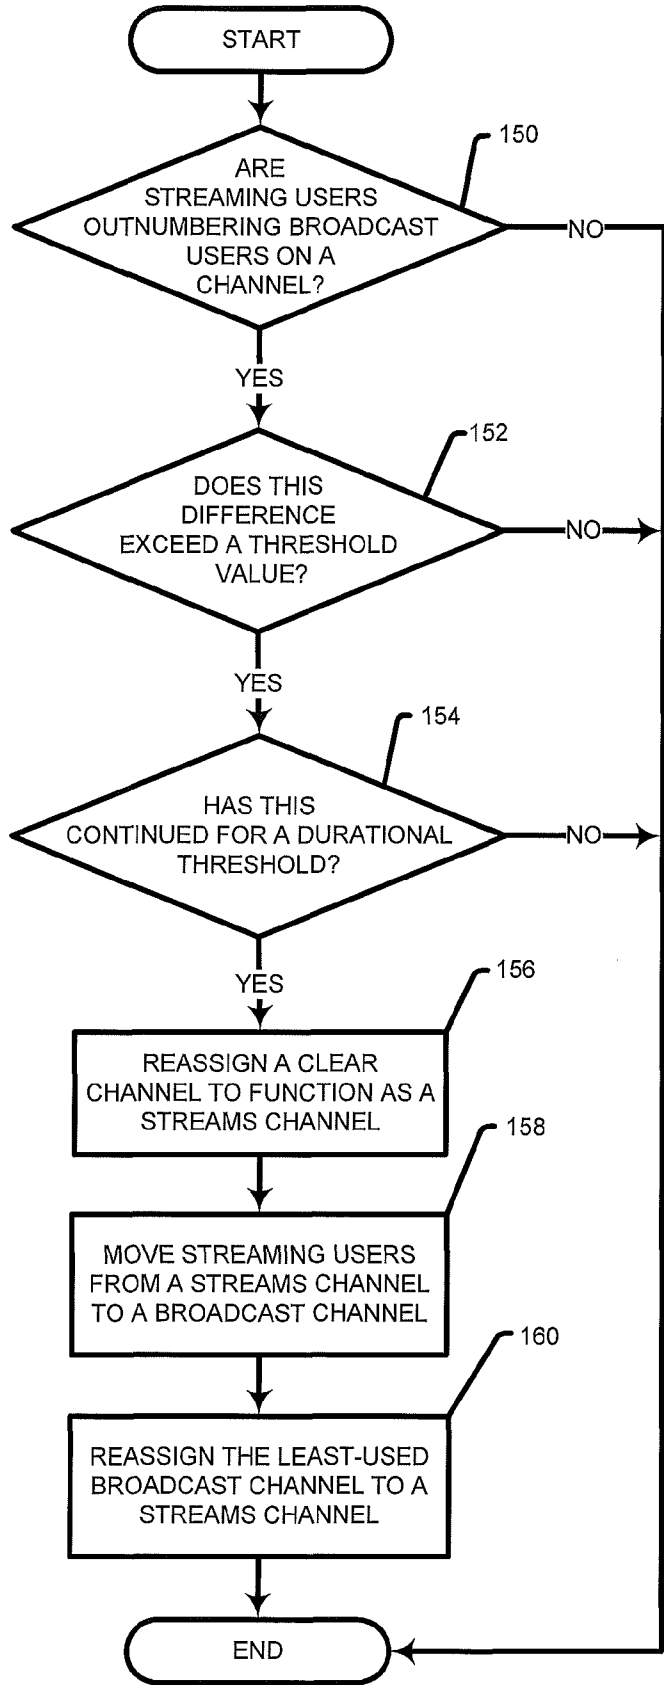 START
150
ARE
STREAMING USERS
OUTNUMBERING BROADCAST
USERS ON A
CHANNEL?
NO
YES
152
DOES THIS
DIFFERENCE
EXCEED A THRESHOLD
VALUE?
NO
YES
154
HAS THIS
CONTINUED FOR A DURATIONAL
THRESHOLD?
NO
YES
156
REASSIGN A CLEAR
CHANNEL TO FUNCTION AS A
STREAMS CHANNEL
158
MOVE STREAMING USERS
FROM A STREAMS CHANNEL
TO A BROADCAST CHANNEL
160
REASSIGN THE LEAST-USED
BROADCAST CHANNEL TO A
STREAMS CHANNEL
END